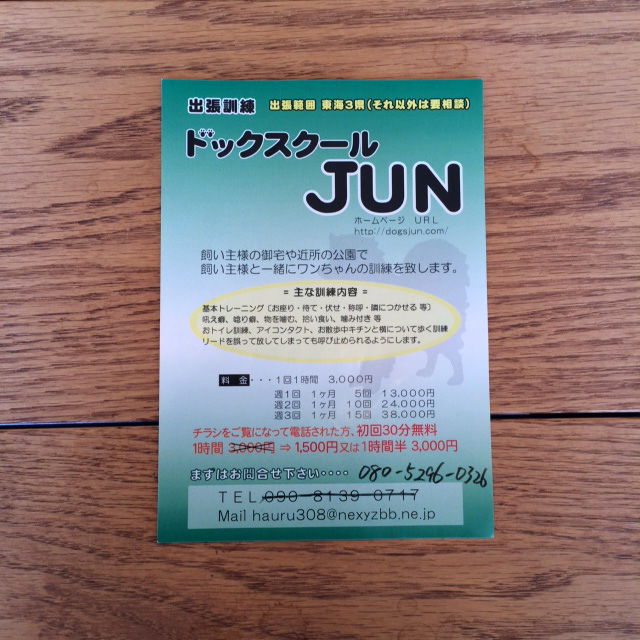 出張訓練 出張範囲 東海3県(それ以外は要相談)
ドックスクール
JUN
ホームページ URL
http://dogsjun.com/
飼い主様の御宅や近所の公園で
飼い主様と一緒にワンちゃんの訓練を致します。
= 主な訓練内容 =
基本トレーニング(お座り・待て・伏せ・称呼・隣につかせる 等)
吠え癖、唸り癖、物を噛む、拾い食い、噛み付き 等
おトイレ訓練、アイコンタクト、お散歩中キチンと横について歩く訓練
リードを誤って放してしまっても呼び止められるようにします。
料金・・・1回1時間 3,000円
週1回 1ヶ月 5回 13,000円
週2回 1ヶ月 10回 24,000円
週3回 1ヶ月 15回 38,000円
チラシをご覧になって電話された方、初回30分無料
1時間 3,000円 ⇒ 1,500円又は1時間半 3,000円
まずはお問合せ下さい・・・・ 080-5296-0326
TEL 090-8139-0717
Mail hauru308@nexyzbb.ne.jp